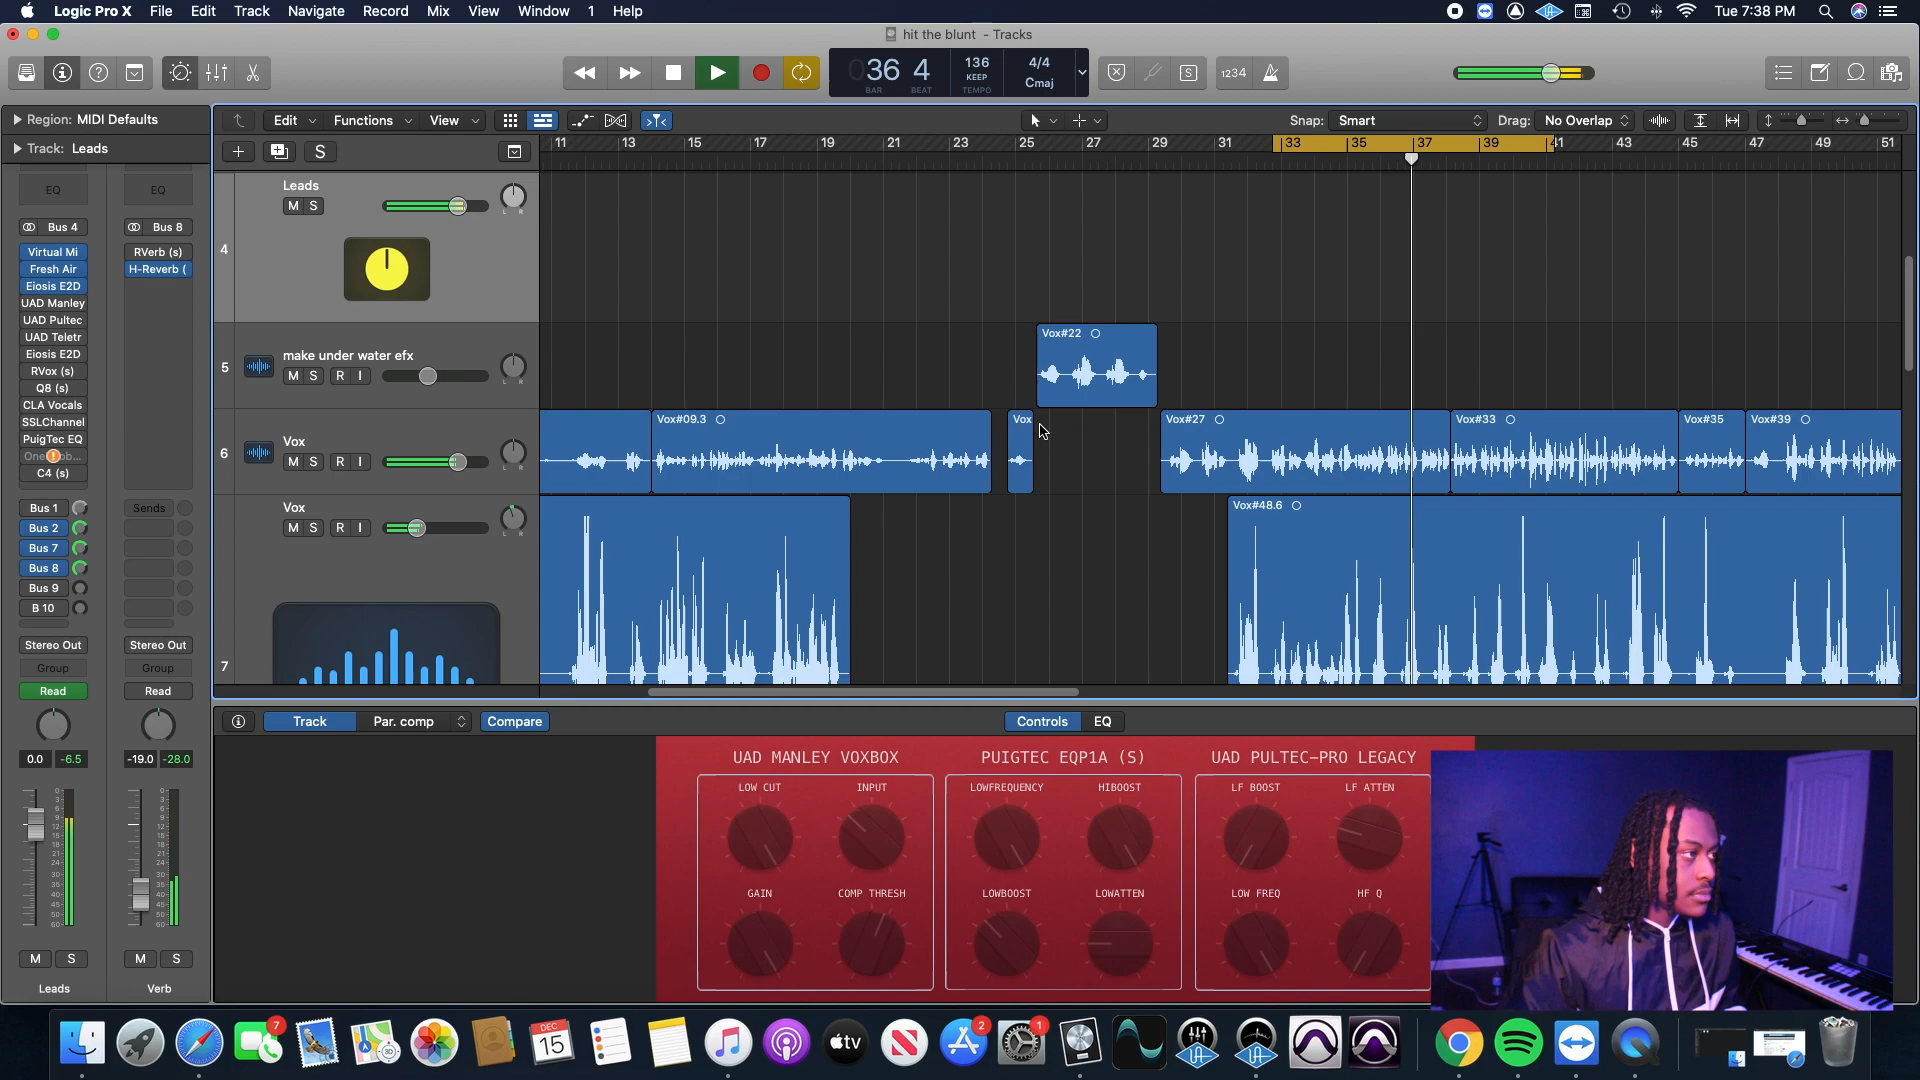 Logic Pro X File Edit Track Navigate Record Mix View Window 1 Help
Tue 7:38 PM
hit the blunt - Tracks
036 4
BAR BEAT
136
KEEP
TEMPO
4/4
Cmaj
S
1234
Region: MIDI Defaults
Track: Leads
Edit Functions View
Snap: Smart
Drag: No Overlap
S
11 13 15 17 19 21 23 25 27 29 31 33 35 37 39 41 43 45 47 49 51
EQ EQ
Bus 4 Bus 8
Virtual Mi RVerb (s)
Fresh Air H-Reverb (
Eiosis E2D
UAD Manley
UAD Pultec
UAD Teletr
Eiosis E2D
RVox (s)
Q8 (s)
CLA Vocals
SSLChannel
PuigTec EQ
C4 (s)
Bus 1 Sends
Bus 2
Bus 7
Bus 8
Bus 9
B 10
Stereo Out Stereo Out
Group Group
Read Read
0.0 -6.5 -19.0 -28.0
M S M S
Leads Verb
4
Leads
M S
L R
5
make under water efx
M S R I
L R
6
Vox
M S R I
L R
7
Vox
M S R I
L R
Vox#22
Vox#09.3
Vox
Vox#27
Vox#33
Vox#35
Vox#39
Vox#48.6
Track Par. comp Compare
Controls EQ
UAD MANLEY VOXBOX PUIGTEC EQP1A (S) UAD PULTEC-PRO LEGACY
LOW CUT INPUT LOWFREQUENCY HIBOOST LF BOOST LF ATTEN
GAIN COMP THRESH LOWBOOST LOWATTEN LOW FREQ HF Q
7
3D
DEC
15
tv
2
1